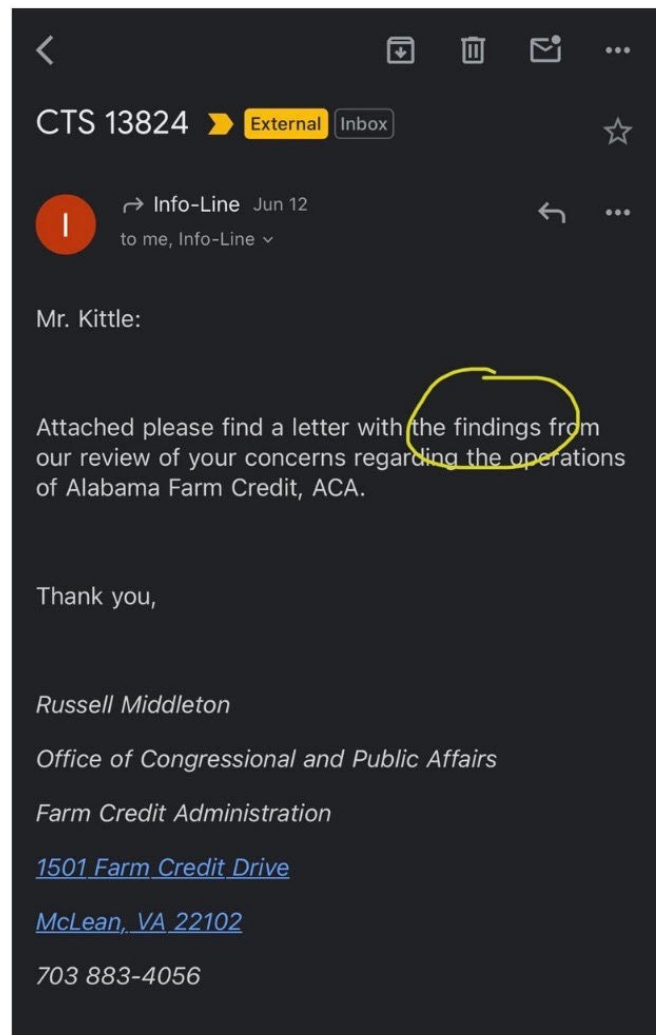 CTS 13824 External Inbox
Info-Line Jun 12
I
to me, Info-Line
Mr. Kittle:
Attached please find a letter with the findings from
our review of your concerns regarding the operations
of Alabama Farm Credit, ACA.
Thank you,
Russell Middleton
Office of Congressional and Public Affairs
Farm Credit Administration
1501 Farm Credit Drive
McLean, VA 22102
703 883-4056